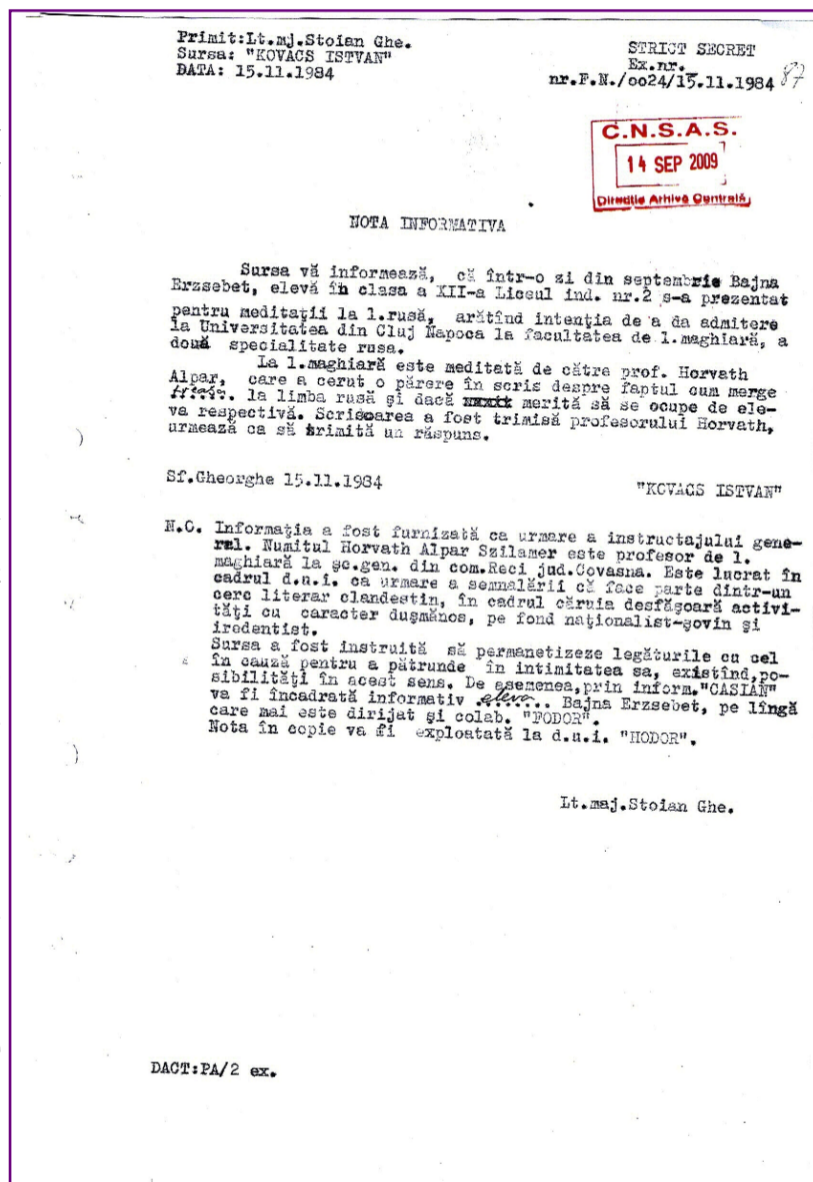 Primit:Lt.mj.Stoian Ghe.
Sursa: "KOVACS ISTVAN"
DATA: 15.11.1984
STRICT SECRET
Ex.nr._
nr.F.N./oo24/15.11.1984
87
C.N.S.A.S.
14 SEP 2009
Direcția Arhiva Centrală
NOTA INFORMATIVA
Sursa vă informează, că într-o zi din septembrie Bajna
Erzsebet, elevă în clasa a XII-a Liceul ind. nr.2 s-a prezentat
pentru meditații la l.rusă, arătînd intenția de a da admitere
la Universitatea din Cluj Napoca la facultatea de l.maghiară, a
două specialitate rusa.
La l.maghiară este meditată de către prof. Horvath
Alpar, care a cerut o părere în scris despre faptul cum merge
la limba rusă și dacă merită să se ocupe de ele-
va respectivă. Scrisoarea a fost trimisă profesorului Horvath,
urmează ca să trimită un răspuns.
Sf.Gheorghe 15.11.1984
"KOVACS ISTVAN"
N.O. Informația a fost furnizată ca urmare a instructajului gene-
ral. Numitul Horvath Alpar Szilamer este profesor de l.
maghiară la șc.gen. din com.Reci jud.Covasna. Este lucrat în
cadrul d.u.i. ca urmare a semnalării că face parte dintr-un
cerc literar clandestin, în cadrul căruia desfășoară activi-
tăți cu caracter dușmănos, pe fond naționalist-șovin și
iredentist.
Sursa a fost instruită să permanetizeze legăturile cu cel
în cauză pentru a pătrunde în intimitatea sa, existînd,po-
sibilități în acest sens. De asemenea,prin inform."CASIAN"
va fi încadrată informativ eleva Bajna Erzsebet, pe lîngă
care mai este dirijat și colab. "FODOR".
Nota în copie va fi exploatată la d.u.i. "HODOR".
Lt.maj.Stoian Ghe.
DACT:PA/2 ex.